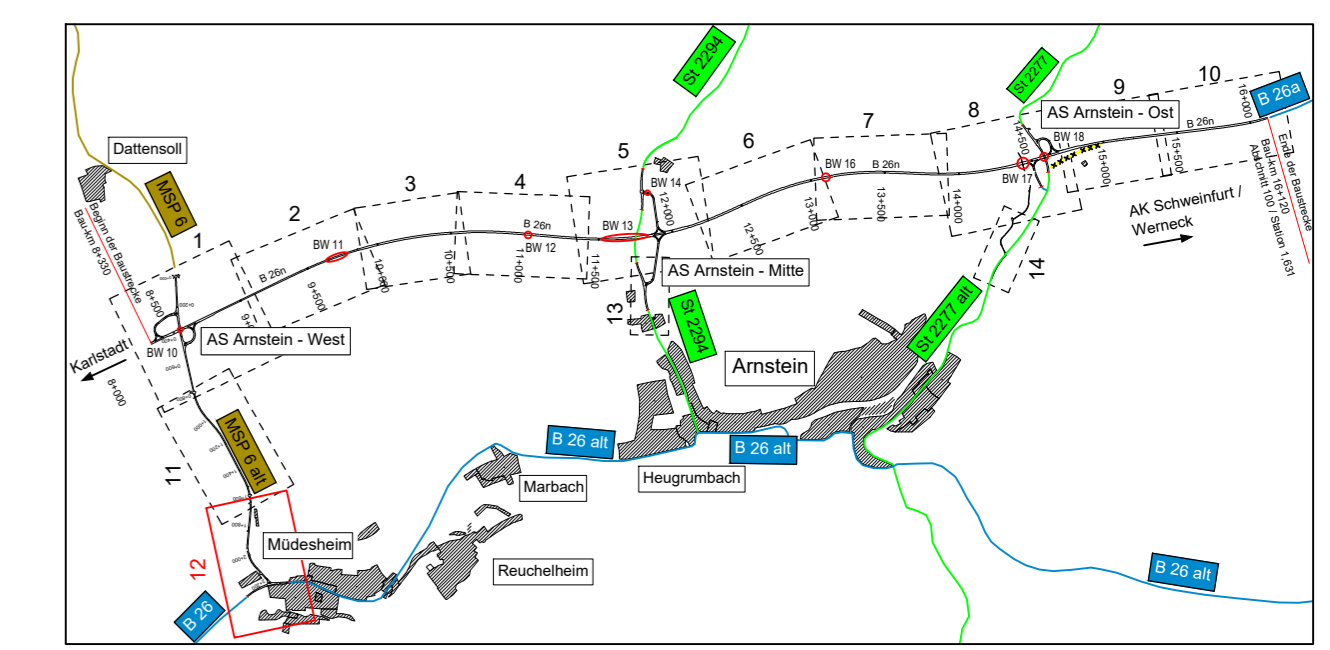 St 2294
St 2277
9
10
16+000
B 26a
8
AS Arnstein - Ost
B 26n
BW 18
14+500
7
6
5
Dattensoll
MSP 6
BW 16
B 26n
BW 17
15+000
15+500
Ende der Baustrecke
Bau-km 16+120
Abschnitt 100 / Station 1,631
4
3
2
1
BW 14
12+000
13+000
13+500
14+000
AK Schweinfurt /
Werneck
Beginn der Baustrecke
Bau-km 8+330
B 26n
BW 13
BW 11
BW 12
12+500
10+000
10+500
11+000
11+500
B 26n
9+500
8+500
AS Arnstein - Mitte
14
13
AS Arnstein - West
BW 10
Karlstadt
8+000
St 2294
St 2277 alt
Arnstein
MSP 6 alt
11
B 26 alt
B 26 alt
Heugrumbach
Marbach
Müdesheim
Reuchelheim
12
B 26
B 26 alt